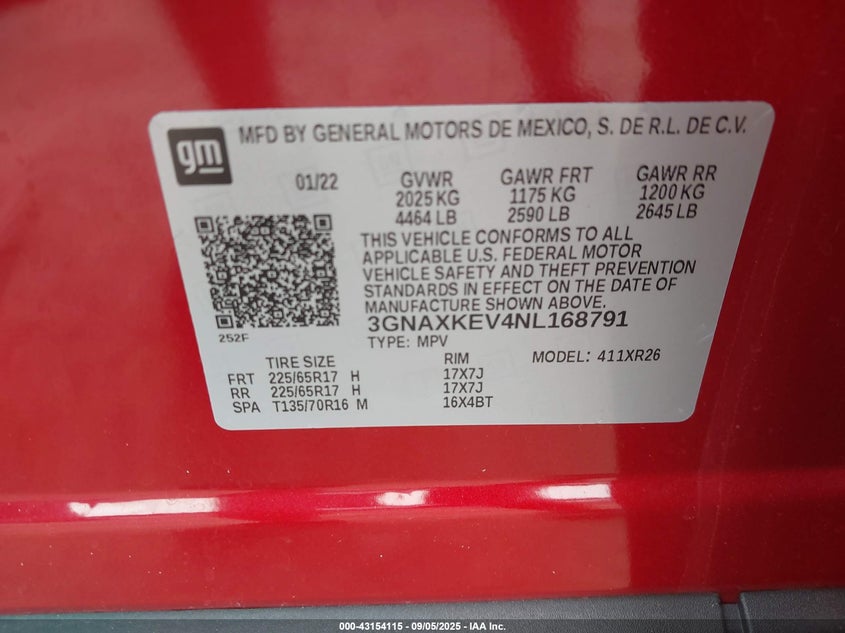 gm
MFD BY GENERAL MOTORS DE MEXICO, S. DE R.L. DE C.V.
01/22 GVWR GAWR FRT GAWR RR
2025 KG 1175 KG 1200 KG
4464 LB 2590 LB 2645 LB
THIS VEHICLE CONFORMS TO ALL
APPLICABLE U.S. FEDERAL MOTOR
VEHICLE SAFETY AND THEFT PREVENTION
STANDARDS IN EFFECT ON THE DATE OF
MANUFACTURE SHOWN ABOVE.
252F
3GNAXKEV4NL168791
TYPE: MPV MODEL: 411XR26
TIRE SIZE RIM
FRT 225/65R17 H 17X7J
RR 225/65R17 H 17X7J
SPA T135/70R16 M 16X4BT
000-43154115 - 09/05/2025 - IAA Inc.